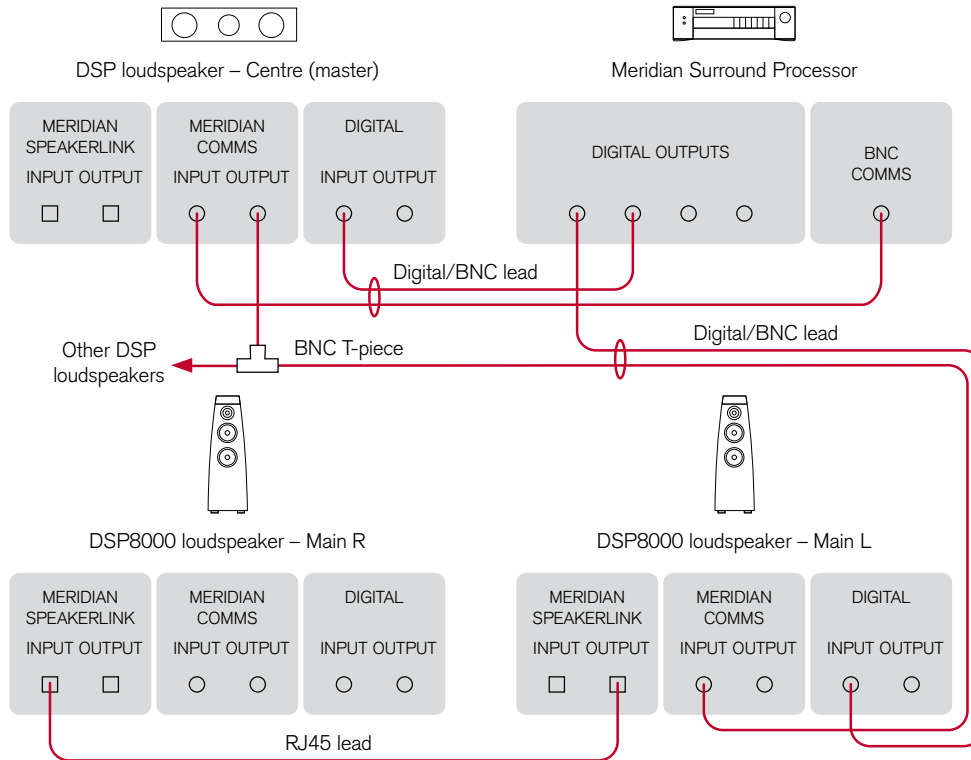 DSP loudspeaker – Centre (master)
Meridian Surround Processor
MERIDIAN
SPEAKERLINK
INPUT OUTPUT
MERIDIAN
COMMS
INPUT OUTPUT
DIGITAL
INPUT OUTPUT
DIGITAL OUTPUTS
BNC
COMMS
Digital/BNC lead
Digital/BNC lead
BNC T-piece
Other DSP
loudspeakers
DSP8000 loudspeaker – Main R
DSP8000 loudspeaker – Main L
MERIDIAN
SPEAKERLINK
INPUT OUTPUT
MERIDIAN
COMMS
INPUT OUTPUT
DIGITAL
INPUT OUTPUT
MERIDIAN
SPEAKERLINK
INPUT OUTPUT
MERIDIAN
COMMS
INPUT OUTPUT
DIGITAL
INPUT OUTPUT
RJ45 lead